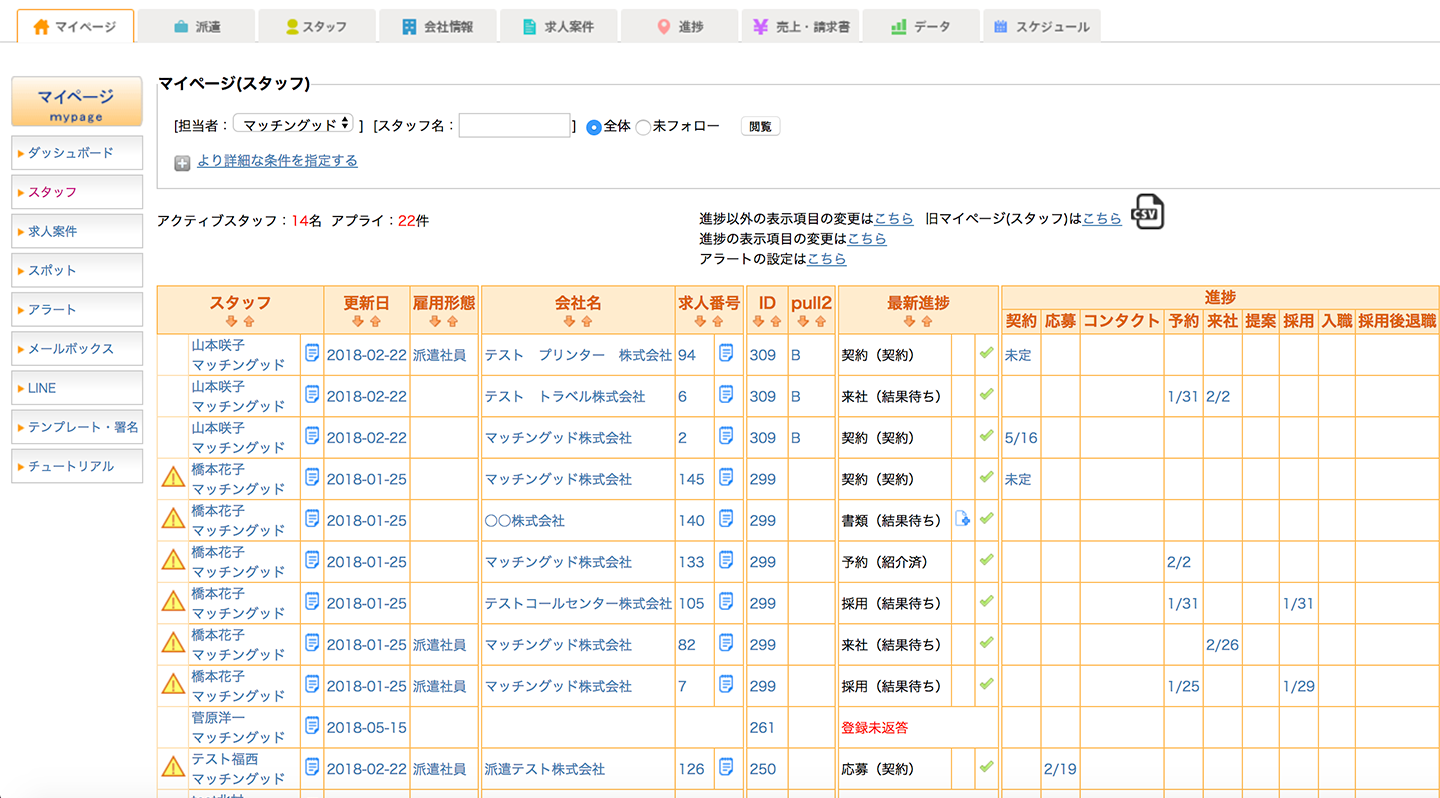 マイページ 派遣 スタッフ 会社情報 求人案件 進捗 売上・請求書 データ スケジュール
マイページ
mypage
ダッシュボード
スタッフ
求人案件
スポット
アラート
メールボックス
LINE
テンプレート・署名
チュートリアル
マイページ(スタッフ)
[担当者： マッチングッド ] [スタッフ名： ] 全体 未フォロー 閲覧
より詳細な条件を指定する
アクティブスタッフ：14名 アプライ：22件
進捗以外の表示項目の変更はこちら 旧マイページ(スタッフ)はこちら CSV
進捗の表示項目の変更はこちら
アラートの設定はこちら
スタッフ 更新日 雇用形態 会社名 求人番号 ID pull2 最新進捗 進捗
契約 応募 コンタクト 予約 来社 提案 採用 入職 採用後退職
山本咲子
マッチングッド 2018-02-22 派遣社員 テスト　プリンター　株式会社 94 309 B 契約（契約） 未定
山本咲子
マッチングッド 2018-02-22 テスト　トラベル株式会社 6 309 B 来社（結果待ち） 1/31 2/2
山本咲子
マッチングッド 2018-02-22 マッチングッド株式会社 2 309 B 契約（契約） 5/16
橋本花子
マッチングッド 2018-01-25 マッチングッド株式会社 145 299 契約（契約） 未定
橋本花子
マッチングッド 2018-01-25 〇〇株式会社 140 299 書類（結果待ち）
橋本花子
マッチングッド 2018-01-25 マッチングッド株式会社 133 299 予約（紹介済） 2/2
橋本花子
マッチングッド 2018-01-25 テストコールセンター株式会社 105 299 採用（結果待ち） 1/31 1/31
橋本花子
マッチングッド 2018-01-25 派遣社員 マッチングッド株式会社 82 299 来社（結果待ち） 2/26
橋本花子
マッチングッド 2018-01-25 派遣社員 マッチングッド株式会社 7 299 採用（結果待ち） 1/25 1/29
菅原洋一
マッチングッド 2018-05-15 261 登録未返答
テスト福西
マッチングッド 2018-02-22 派遣社員 派遣テスト株式会社 126 250 応募（契約） 2/19